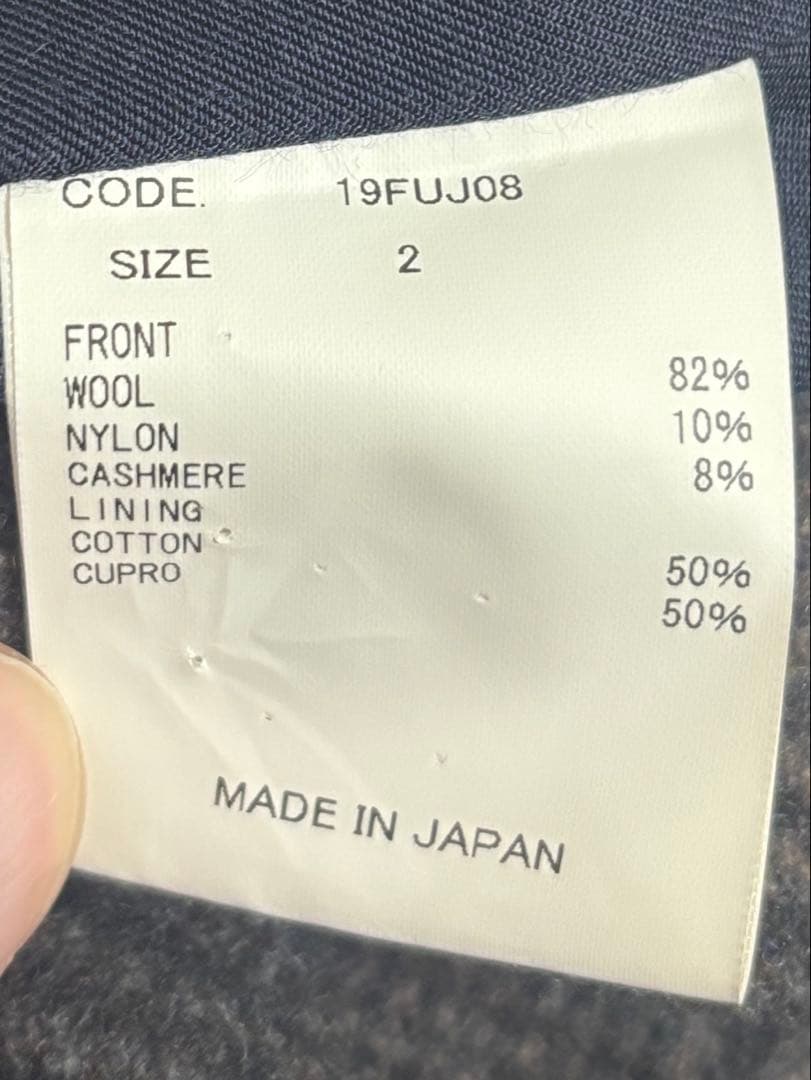 CODE. 19FUJ08
SIZE 2
FRONT
WOOL 82%
NYLON 10%
CASHMERE 8%
LINING
COTTON 50%
CUPRO 50%
MADE IN JAPAN